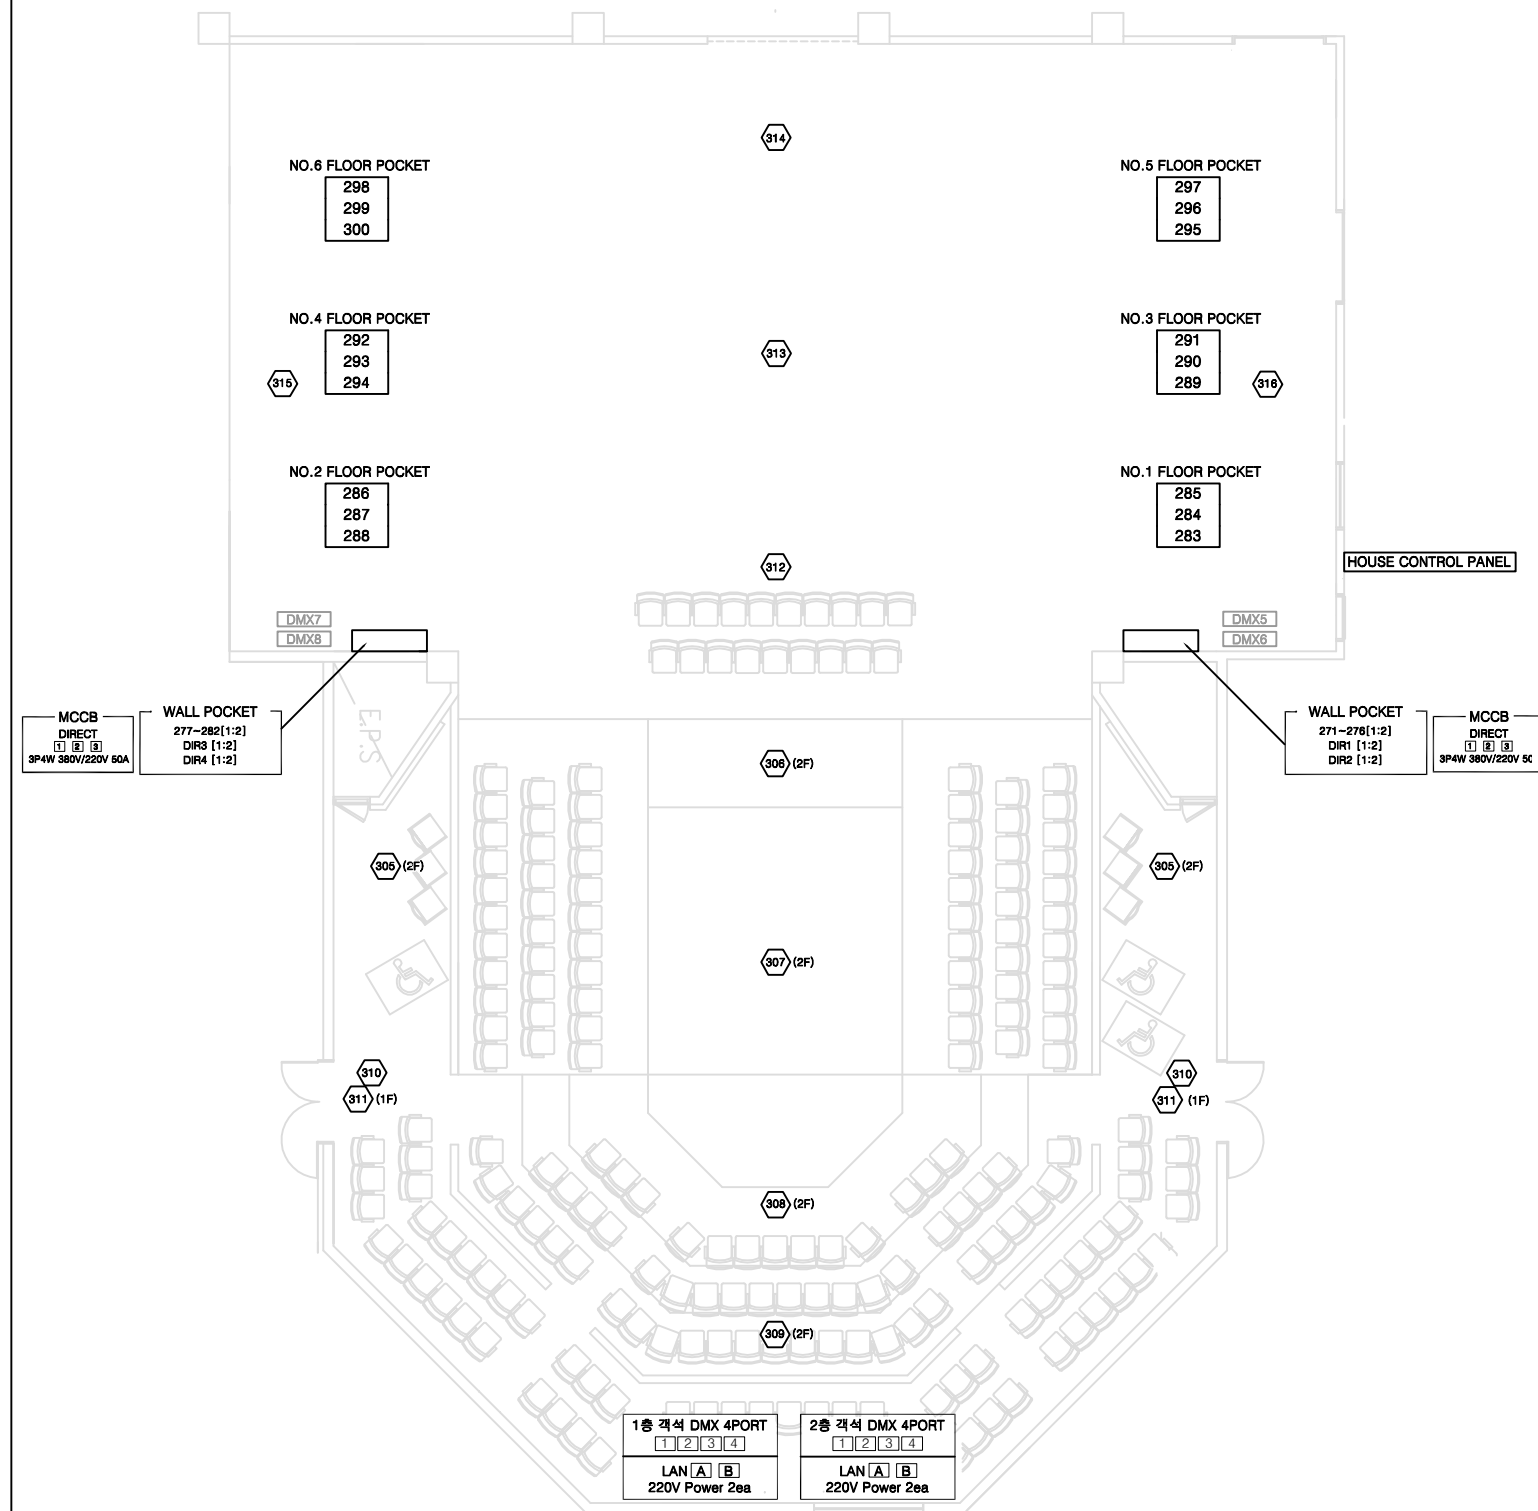 314
NO.6 FLOOR POCKET
298
299
300
NO.5 FLOOR POCKET
297
296
295
NO.4 FLOOR POCKET
292
293
294
313
NO.3 FLOOR POCKET
291
290
289
315
316
NO.2 FLOOR POCKET
286
287
288
NO.1 FLOOR POCKET
285
284
283
312
HOUSE CONTROL PANEL
DMX7
DMX8
DMX5
DMX6
MCCB
DIRECT
1 2 3
3P4W 380V/220V 50A
WALL POCKET
277~282[1:2]
DIR3 [1:2]
DIR4 [1:2]
E.P.S
WALL POCKET
271~276[1:2]
DIR1 [1:2]
DIR2 [1:2]
MCCB
DIRECT
1 2 3
3P4W 380V/220V 50
306 (2F)
305 (2F)
305 (2F)
307 (2F)
310
311 (1F)
310
311 (1F)
308 (2F)
309 (2F)
1층 객석 DMX 4PORT
1 2 3 4
LAN A B
220V Power 2ea
2층 객석 DMX 4PORT
1 2 3 4
LAN A B
220V Power 2ea